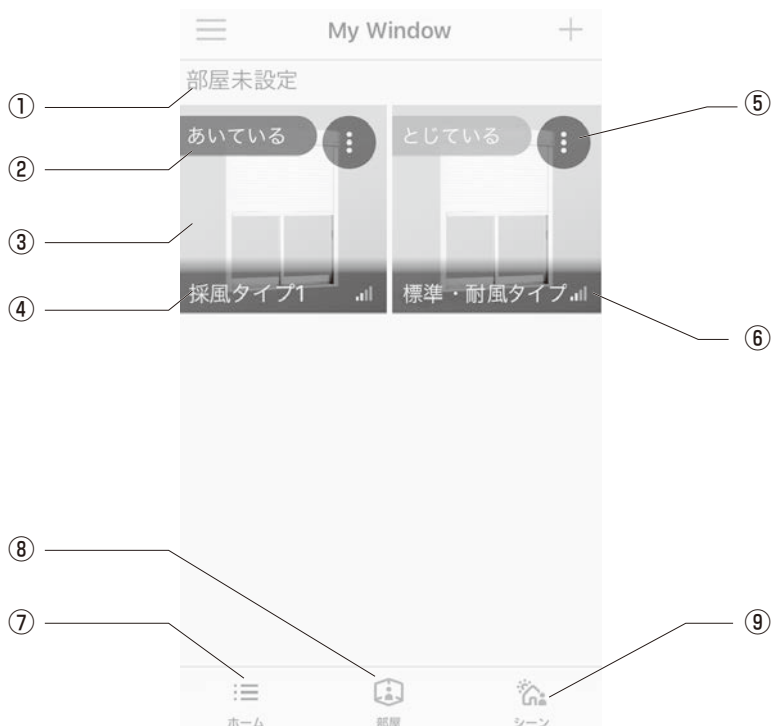 My Window
部屋未設定
①
⑤
あいている
とじている
②
③
④
採風タイプ1
標準・耐風タイプ
⑥
⑧
⑦
⑨
ホーム
部屋
シーン